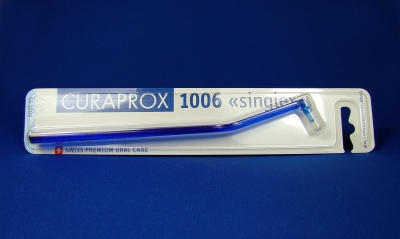 CURAPROX 1006 «single»
SWISS PREMIUM ORAL CARE